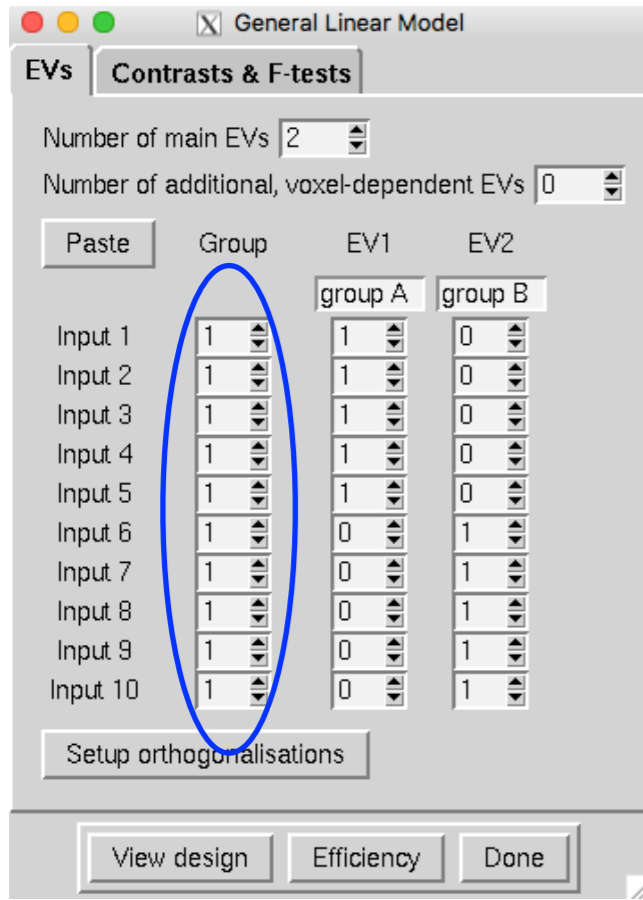 General Linear Model
EVs Contrasts & F-tests
Number of main EVs 2
Number of additional, voxel-dependent EVs 0
Paste Group EV1 EV2
group A group B
Input 1 1 1 0
Input 2 1 1 0
Input 3 1 1 0
Input 4 1 1 0
Input 5 1 1 0
Input 6 1 0 1
Input 7 1 0 1
Input 8 1 0 1
Input 9 1 0 1
Input 10 1 0 1
Setup orthogonalisations
View design Efficiency Done